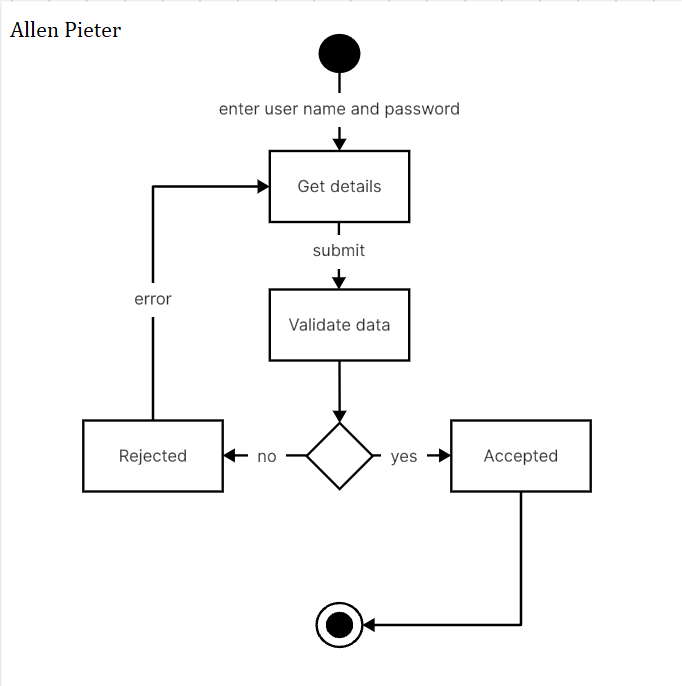 Allen Pieter
enter user name and password
Get details
submit
error
Validate data
Rejected
no
yes
Accepted